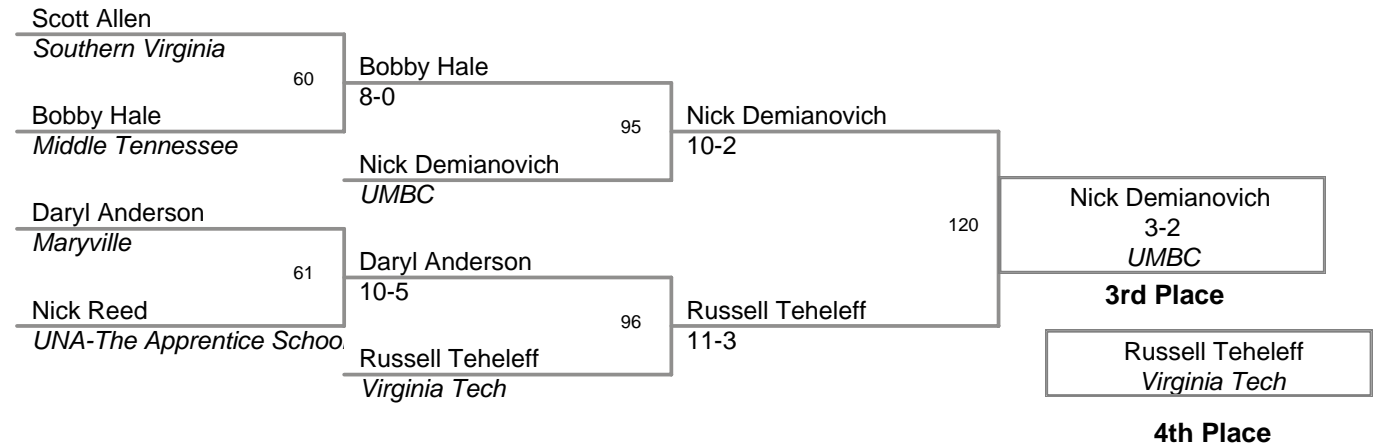 Scott Allen
Southern Virginia
60
Bobby Hale
8-0
Bobby Hale
Middle Tennessee
95
Nick Demianovich
10-2
Nick Demianovich
UMBC
Daryl Anderson
Maryville
61
Daryl Anderson
10-5
Nick Reed
UNA-The Apprentice School
96
Russell Teheleff
11-3
Russell Teheleff
Virginia Tech
120
Nick Demianovich
3-2
UMBC
3rd Place
Russell Teheleff
Virginia Tech
4th Place